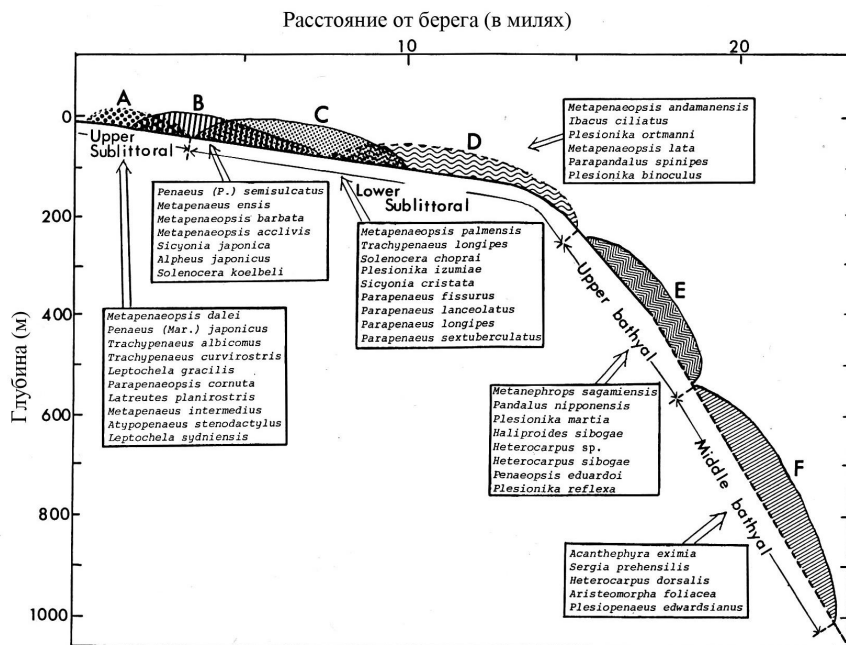 Расстояние от берега (в милях)
10
20
A
B
C
D
E
F
Глубина (м)
0
200
400
600
800
1000
Upper
Sublittoral
Lower
Sublittoral
Upper bathyal
Middle bathyal
Metapenaeopsis andamanensis
Ibacus ciliatus
Plesionika ortmanni
Metapenaeopsis lata
Parapandalus spinipes
Plesionika binoculus
Penaeus (P.) semisulcatus
Metapenaeus ensis
Metapenaeopsis barbata
Metapenaeopsis acclivis
Sicyonia japonica
Alpheus japonicus
Solenocera koelbeli
Metapenaeopsis palmensis
Trachypenaeus longipes
Solenocera choprai
Plesionika izumiae
Sicyonia cristata
Parapenaeus fissurus
Parapenaeus lanceolatus
Parapenaeus longipes
Parapenaeus sextuberculatus
Metapenaeopsis dalei
Penaeus (Mar.) japonicus
Trachypenaeus albicomus
Trachypenaeus curvirostris
Leptochela gracilis
Parapenaeopsis cornuta
Latreutes planirostris
Metapenaeus intermedius
Atypopenaeus stenodactylus
Leptochela sydniensis
Metanephrops sagamiensis
Pandalus nipponensis
Plesionika martia
Haliproides sibogae
Heterocarpus sp.
Heterocarpus sibogae
Penaeopsis eduardoi
Plesionika reflexa
Acanthephyra eximia
Sergia prehensilis
Heterocarpus dorsalis
Aristeomorpha foliacea
Plesiopenaeus edwardsianus